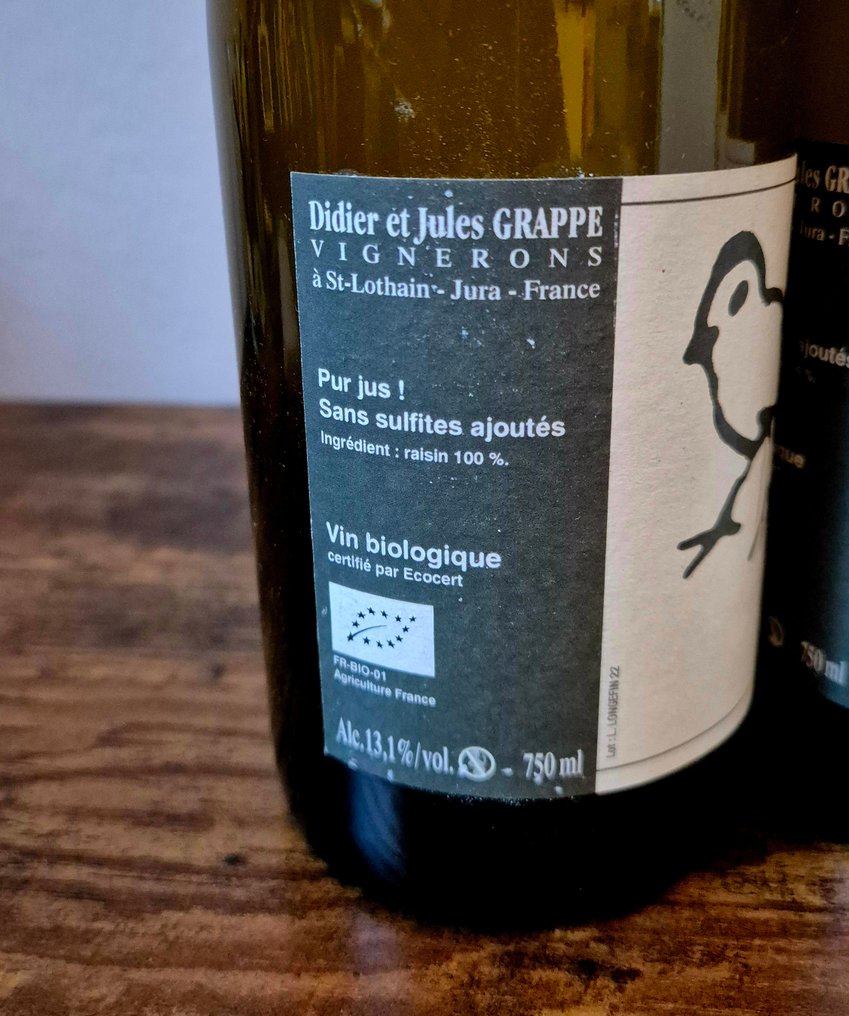 Didier et Jules GRAPPE
VIGNERONS
à St-Lothain - Jura - France
Pur jus !
Sans sulfites ajoutés
Ingrédient : raisin 100 %.
Vin biologique
certifié par Ecocert
FR-BIO-01
Agriculture France
Alc.13,1%/vol. - 750 ml
Lot : L. LONGEFIN 22
750 ml